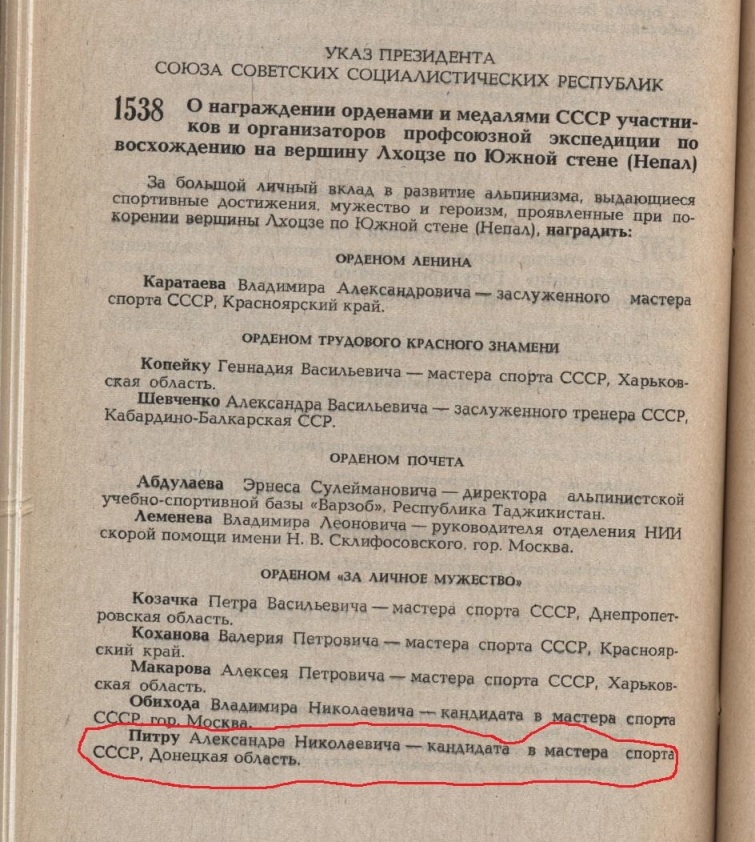 УКАЗ ПРЕЗИДЕНТА
СОЮЗА СОВЕТСКИХ СОЦИАЛИСТИЧЕСКИХ РЕСПУБЛИК
1538 О награждении орденами и медалями СССР участни-
ков и организаторов профсоюзной экспедиции по
восхождению на вершину Лхоцзе по Южной стене (Непал)
За большой личный вклад в развитие альпинизма, выдающиеся
спортивные достижения, мужество и героизм, проявленные при по-
корении вершины Лхоцзе по Южной стене (Непал), наградить:
ОРДЕНОМ ЛЕНИНА
Каратаева Владимира Александровича — заслуженного мастера
спорта СССР, Красноярский край.
ОРДЕНОМ ТРУДОВОГО КРАСНОГО ЗНАМЕНИ
Копейку Геннадия Васильевича — мастера спорта СССР, Харьков-
ская область.
Шевченко Александра Васильевича — заслуженного тренера СССР,
Кабардино-Балкарская ССР.
ОРДЕНОМ ПОЧЕТА
Абдулаева Эрнеса Сулеймановича — директора альпинистской
учебно-спортивной базы «Варзоб», Республика Таджикистан.
Леменева Владимира Леоновича — руководителя отделения НИИ
скорой помощи имени Н. В. Склифосовского, гор. Москва.
ОРДЕНОМ «ЗА ЛИЧНОЕ МУЖЕСТВО»
Козачка Петра Васильевича — мастера спорта СССР, Днепропет-
ровская область.
Коханова Валерия Петровича — мастера спорта СССР, Краснояр-
ский край.
Макарова Алексея Петровича — мастера спорта СССР, Харьков-
ская область.
Обихода Владимира Николаевича — кандидата в мастера спорта
СССР, гор. Москва.
Питру Александра Николаевича — кандидата в мастера спорта
СССР, Донецкая область.